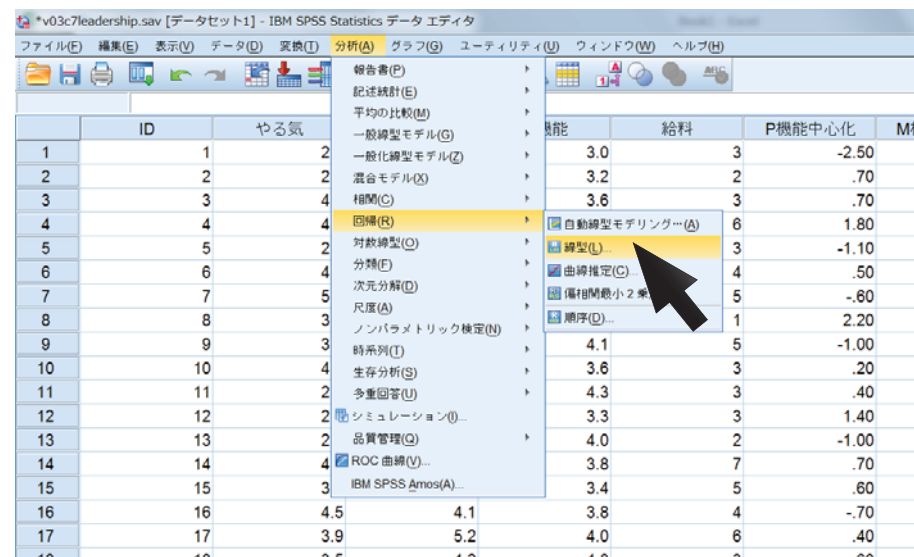 *v03c7leadership.sav [データセット1] - IBM SPSS Statistics データ エディタ
ファイル(F) 編集(E) 表示(V) データ(D) 変換(T) 分析(A) グラフ(G) ユーティリティ(U) ウィンドウ(W) ヘルプ(H)
報告書(P)
記述統計(E)
平均の比較(M)
一般線型モデル(G)
一般化線型モデル(Z)
混合モデル(X)
相関(C)
回帰(R)
対数線型(O)
分類(F)
次元分解(D)
尺度(A)
ノンパラメトリック検定(N)
時系列(T)
生存分析(S)
多重回答(U)
シミュレーション(I)...
品質管理(Q)
ROC 曲線(V)...
IBM SPSS Amos(A)...
自動線型モデリング…(A)
線型(L)...
曲線推定(C)...
偏相関最小2乗
順序(D)...
ID やる気 機能 給料 P機能中心化
1 1 2 3.0 3 -2.50
2 2 2 3.2 2 .70
3 3 4 3.6 3 .70
4 4 4 6 1.80
5 5 2 3 -1.10
6 6 4 4 .50
7 7 5 5 -.60
8 8 3 1 2.20
9 9 3 4.1 5 -1.00
10 10 4 3.6 3 .20
11 11 2 4.3 3 .40
12 12 2 3.3 3 1.40
13 13 2 4.0 2 -1.00
14 14 4 3.8 7 .70
15 15 3 3.4 5 .60
16 16 4.5 4.1 3.8 4 -.70
17 17 3.9 5.2 4.0 6 .40